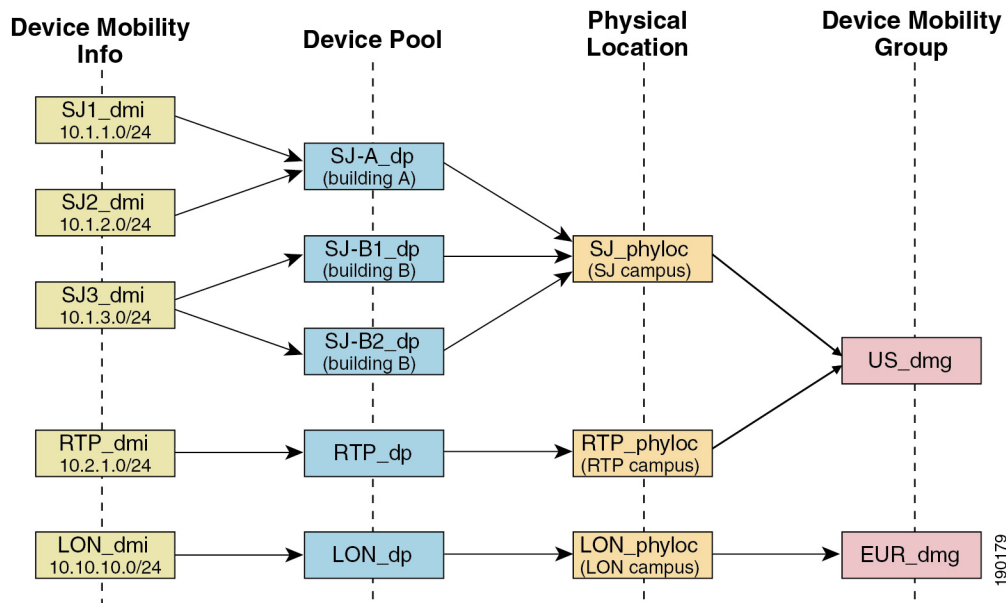 Device Mobility
Info
Device Pool
Physical
Location
Device Mobility
Group
SJ1_dmi
10.1.1.0/24
SJ2_dmi
10.1.2.0/24
SJ3_dmi
10.1.3.0/24
RTP_dmi
10.2.1.0/24
LON_dmi
10.10.10.0/24
SJ-A_dp
(building A)
SJ-B1_dp
(building B)
SJ-B2_dp
(building B)
RTP_dp
LON_dp
SJ_phyloc
(SJ campus)
RTP_phyloc
(RTP campus)
LON_phyloc
(LON campus)
US_dmg
EUR_dmg
190179